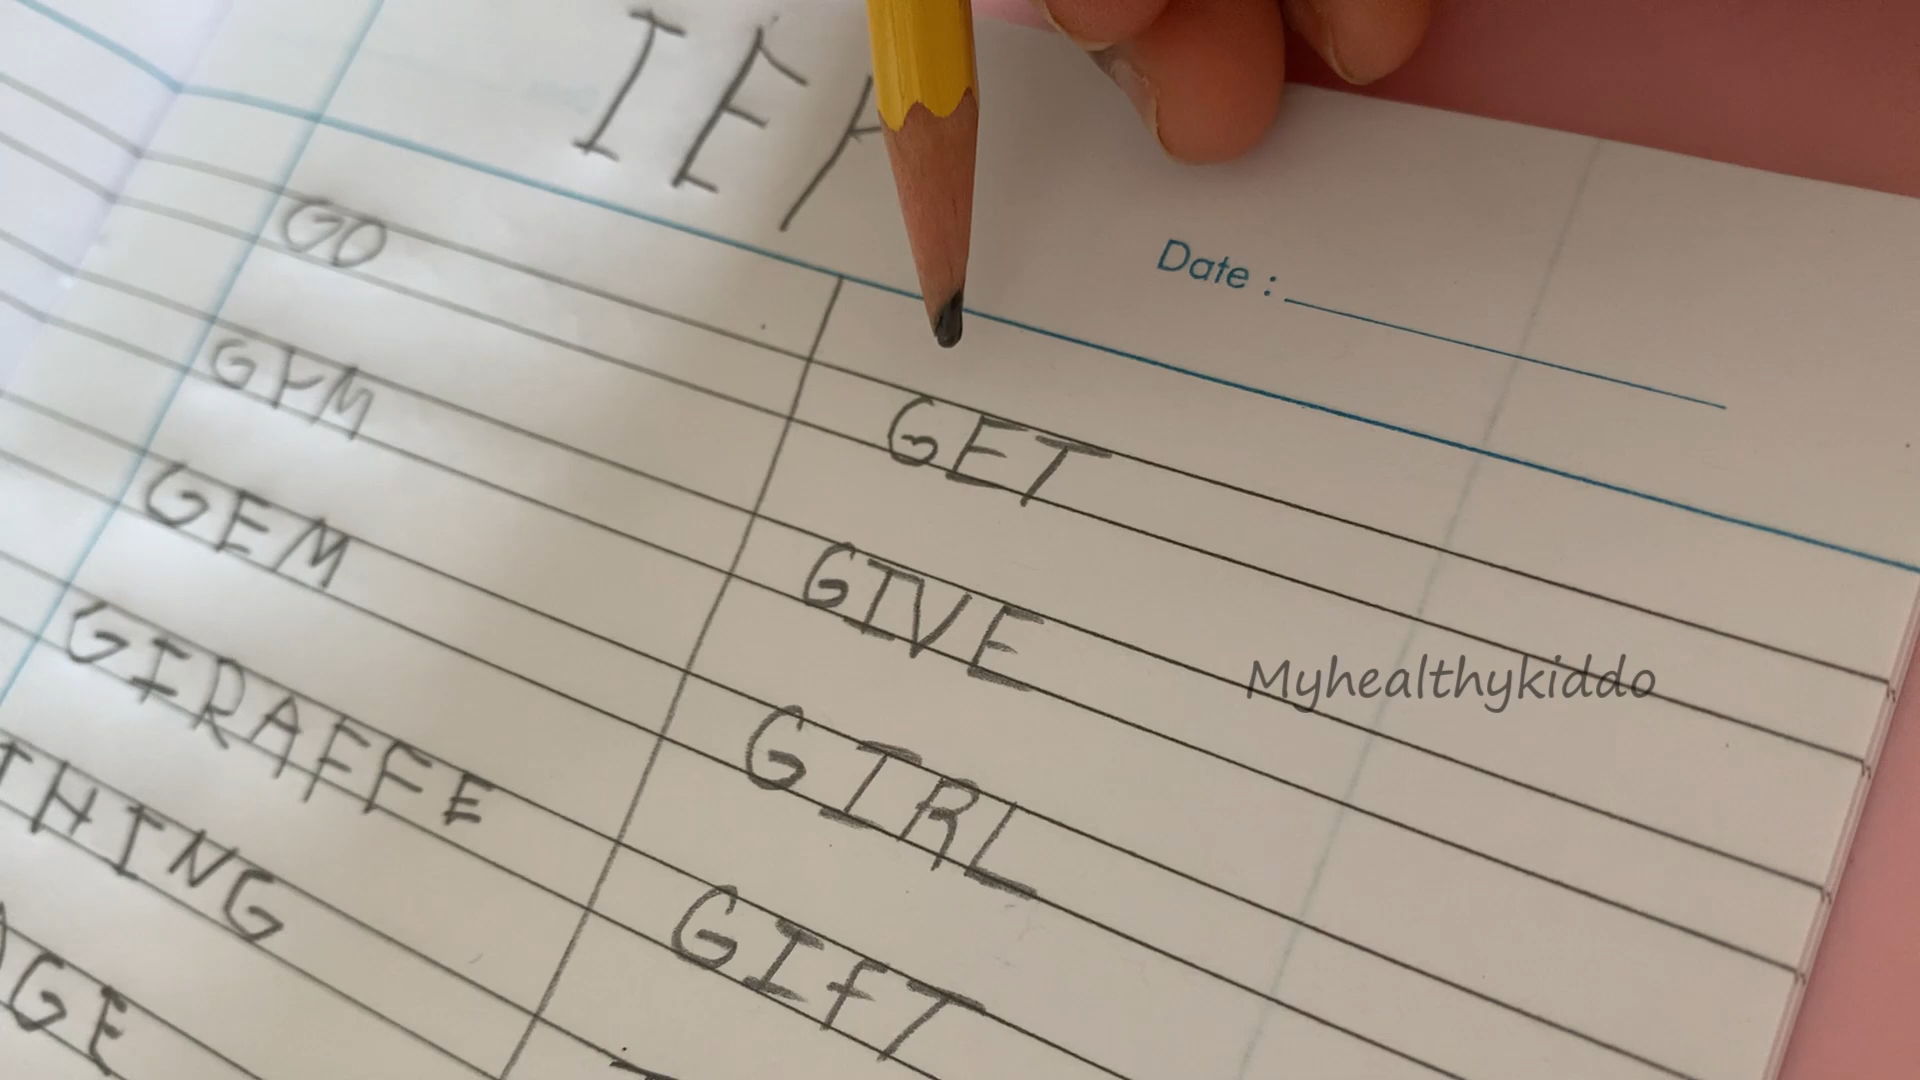 Date :
GO
GYM
GEM
GIRAFFE
THING
GET
GIVE
GIRL
GIFT
Myhealthykiddo